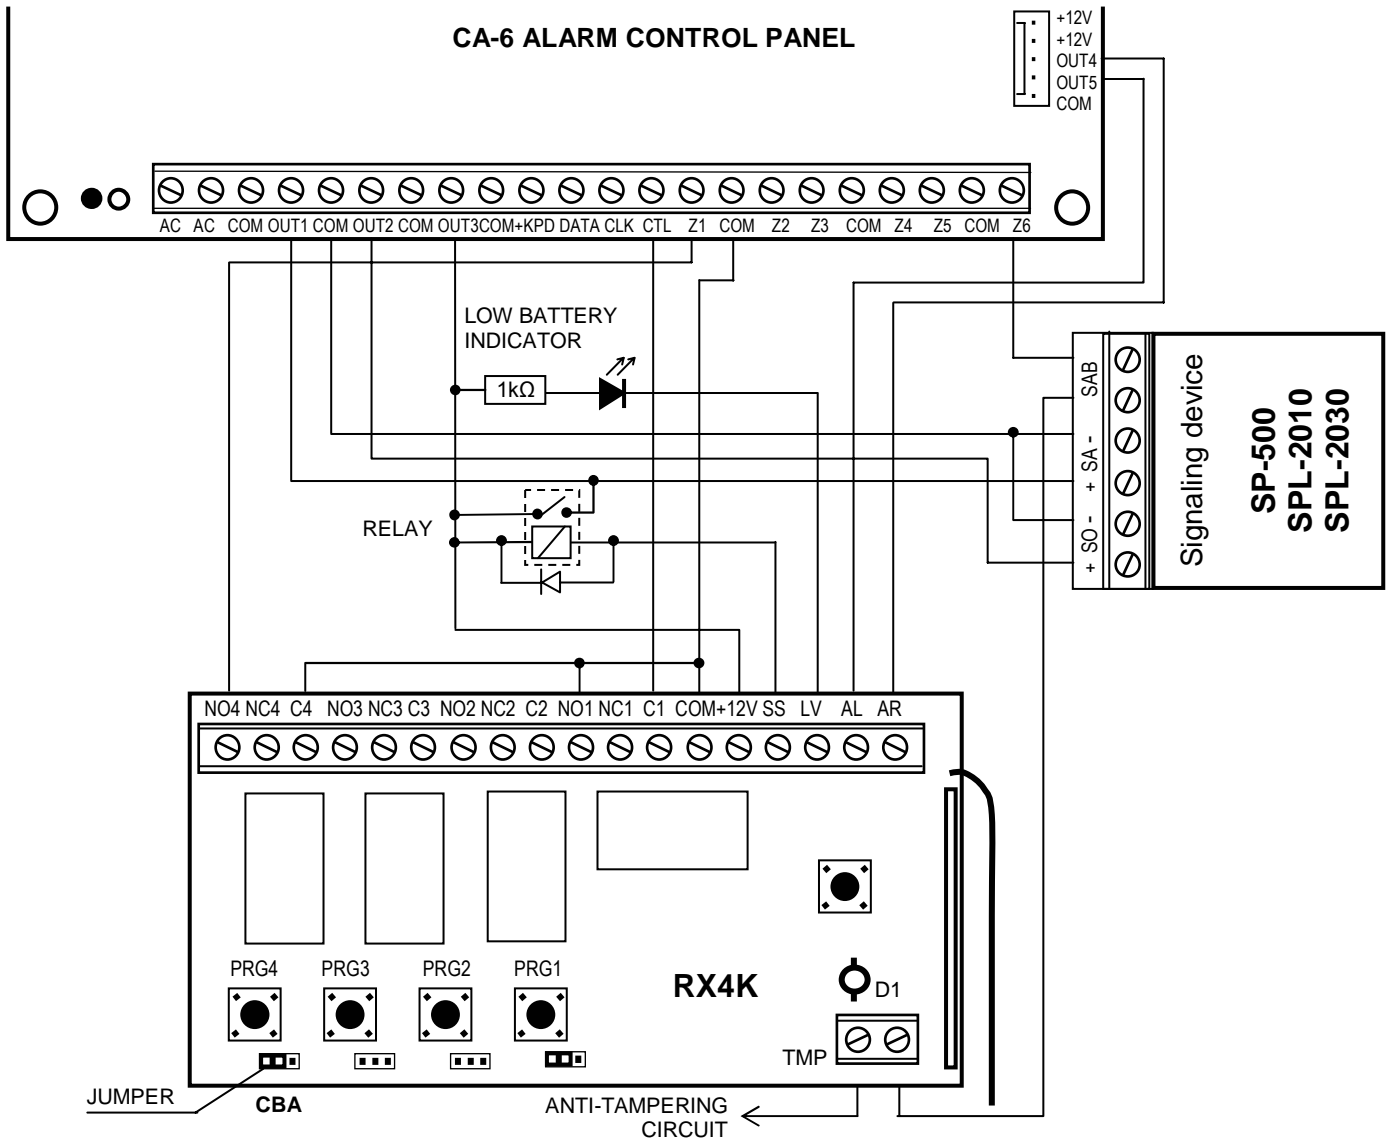 CA-6 ALARM CONTROL PANEL
+12V
+12V
OUT4
OUT5
COM
AC AC COM OUT1 COM OUT2 COM OUT3 COM +KPD DATA CLK CTL Z1 COM Z2 Z3 COM Z4 Z5 COM Z6
LOW BATTERY
INDICATOR
1kΩ
RELAY
SAB
+ SA -
+ SO -
Signaling device
SP-500
SPL-2010
SPL-2030
NO4 NC4 C4 NO3 NC3 C3 NO2 NC2 C2 NO1 NC1 C1 COM +12V SS LV AL AR
PRG4 PRG3 PRG2 PRG1
RX4K
D1
TMP
JUMPER
CBA
ANTI-TAMPERING
CIRCUIT